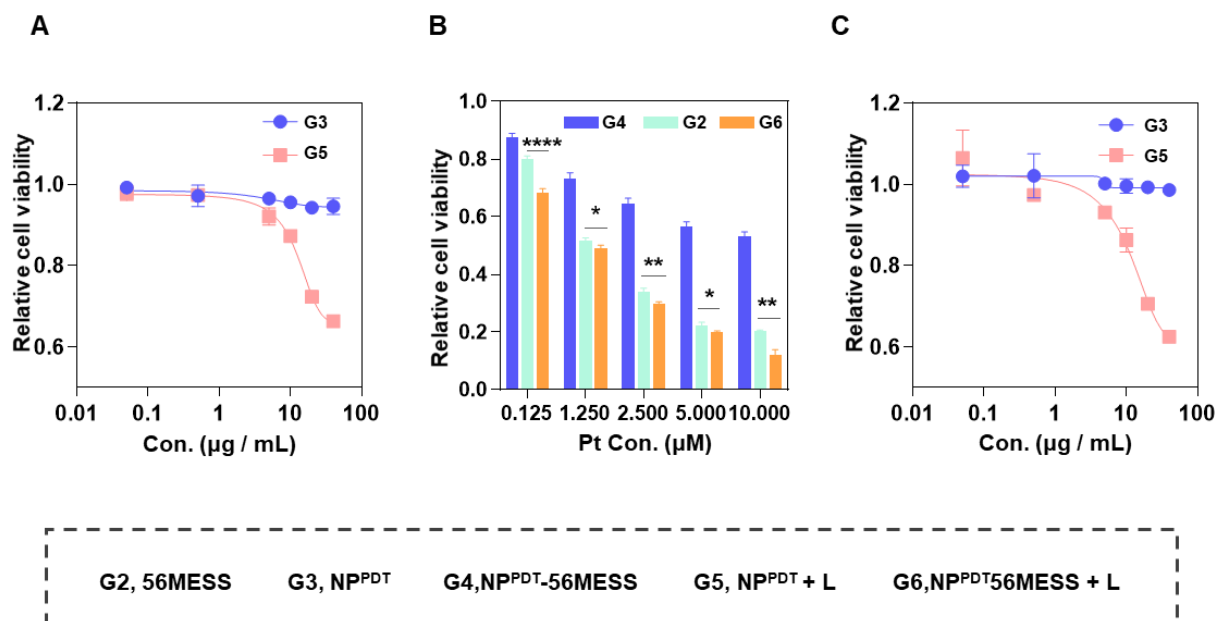 A
B
C
Relative cell viability
1.2
1.0
0.8
0.6
0.01
0.1
1
10
100
Con. (µg / mL)
G3
G5
Relative cell viability
1.0
0.8
0.6
0.4
0.2
0.0
G4
G2
G6
****
*
**
*
**
0.125
1.250
2.500
5.000
10.000
Pt Con. (µM)
Relative cell viability
1.2
1.0
0.8
0.6
0.01
0.1
1
10
100
Con. (µg / mL)
G3
G5
G2, 56MESS G3, NPPDT G4,NPPDT-56MESS G5, NPPDT + L G6,NPPDT56MESS + L